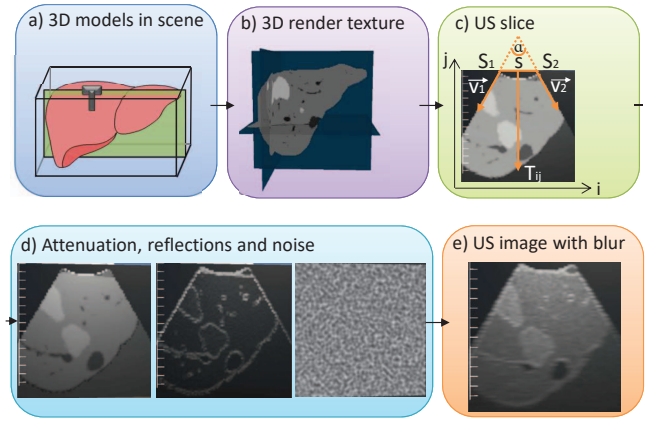 a) 3D models in scene
b) 3D render texture
c) US slice
j
S1
α
S
S2
V1
V2
Tij
i
d) Attenuation, reflections and noise
e) US image with blur